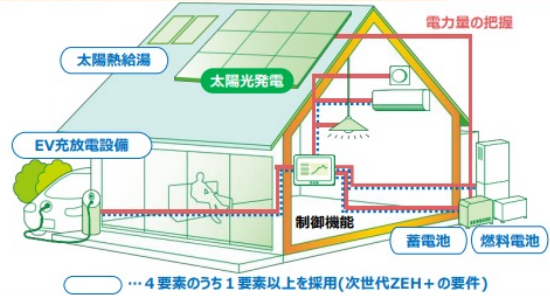 電力量の把握
太陽熱給湯
太陽光発電
EV充放電設備
制御機能
蓄電池
燃料電池
…４要素のうち１要素以上を採用(次世代ZEH＋の要件)